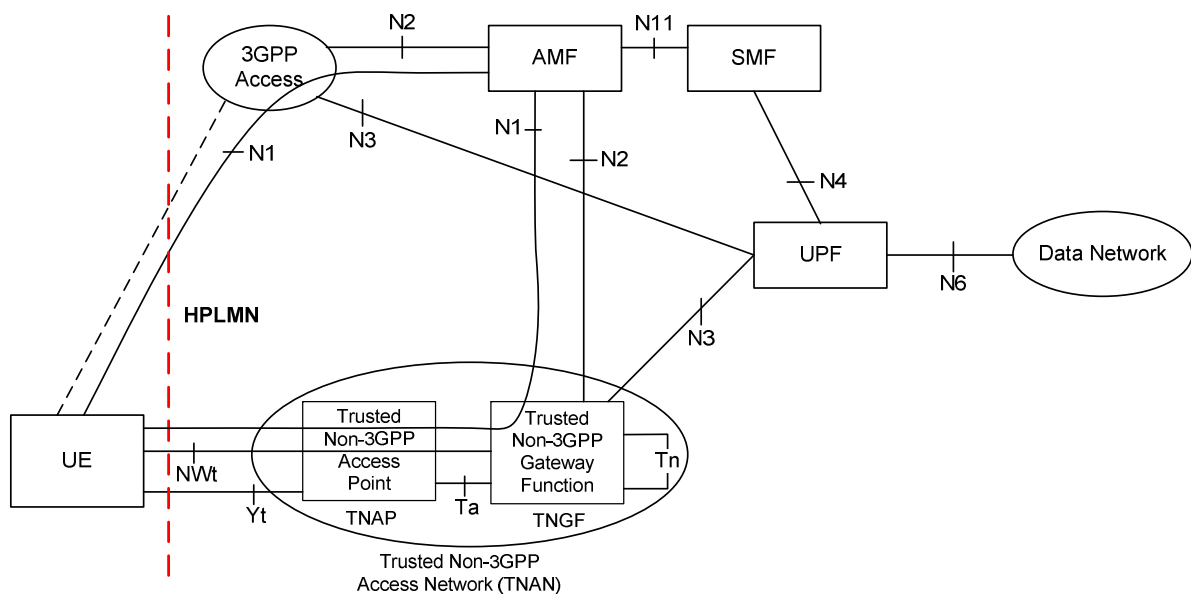 N2
N11
3GPP
Access
AMF
SMF
N1
N3
N1
N2
N4
UPF
Data Network
N6
HPLMN
N3
UE
Trusted
Non-3GPP
Access
Point
Trusted
Non-3GPP
Gateway
Function
Tn
NWt
Yt
Ta
TNAP
TNGF
Trusted Non-3GPP
Access Network (TNAN)